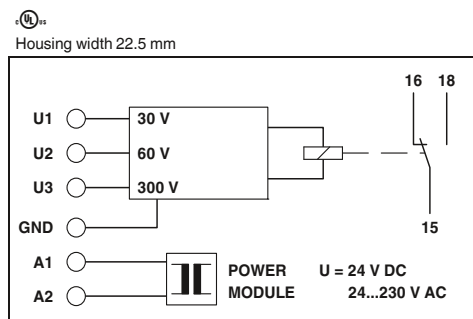 c UL us
Housing width 22.5 mm
16 18
U1 30 V
U2 60 V
U3 300 V
GND
15
A1
A2
POWER U = 24 V DC
MODULE 24...230 V AC